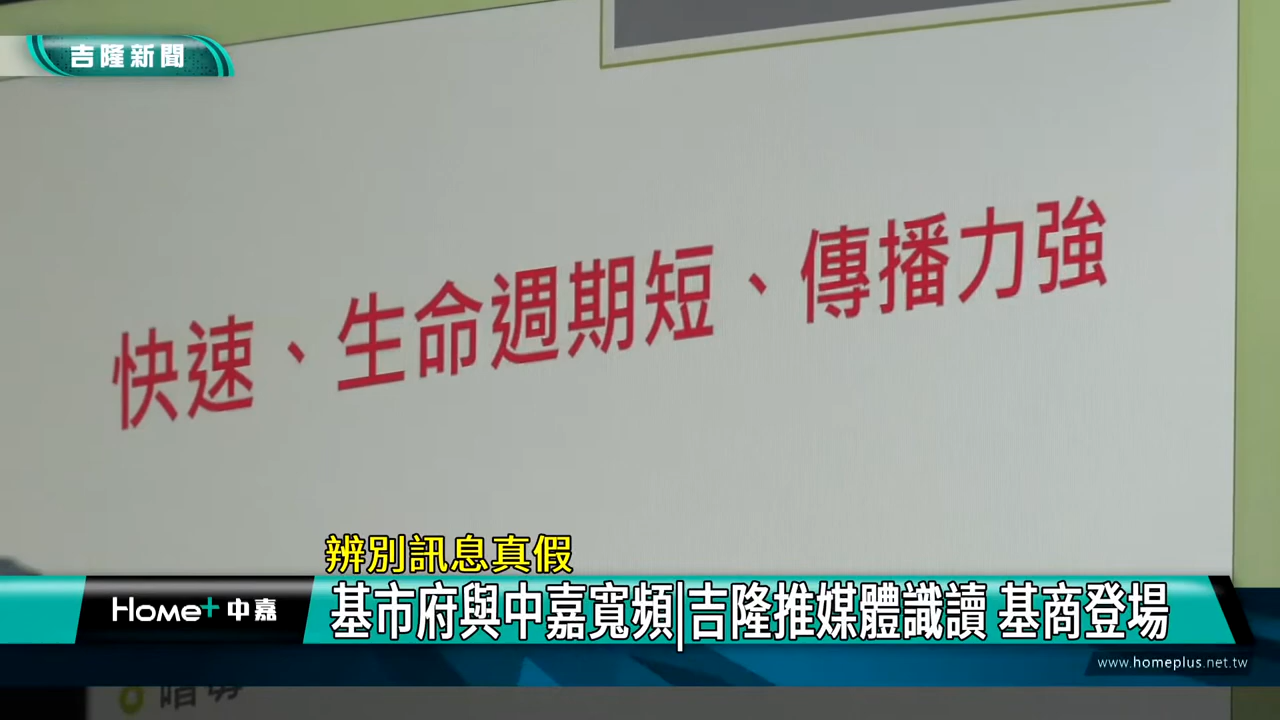 吉隆新聞
快速、生命週期短、傳播力強
辨別訊息真假
Home+中嘉
基市府與中嘉寬頻|吉隆推媒體識讀 基商登場
www.homeplus.net.tw